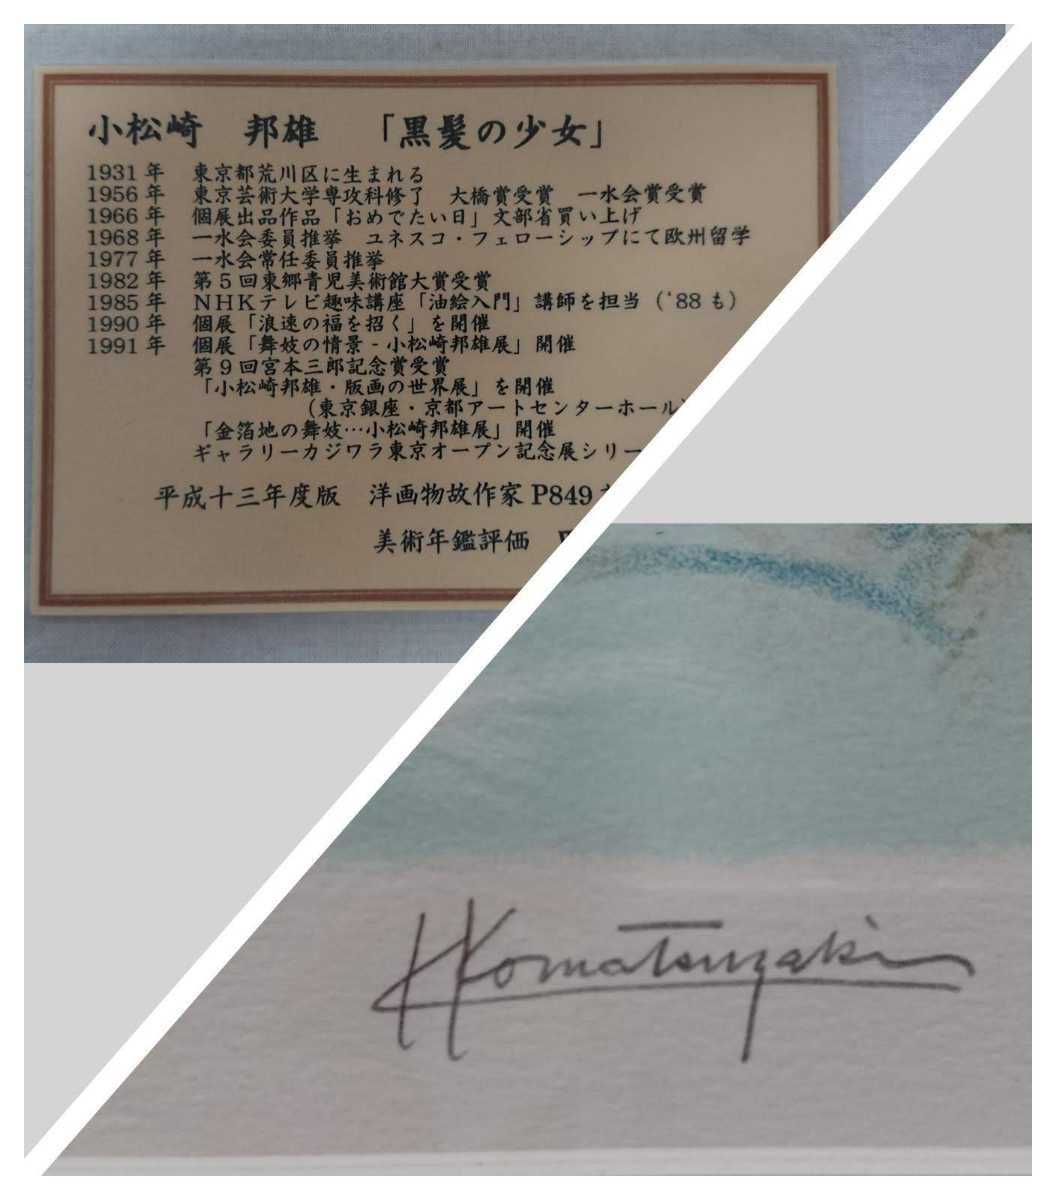 小松崎 邦雄 「黒髪の少女」
1931年 東京都荒川区に生まれる
1956年 東京芸術大学専攻科修了 大橋賞受賞 一水会賞受賞
1966年 個展出品作品「おめでたい日」文部省買い上げ
1968年 一水会委員推挙 ユネスコ・フェローシップにて欧州留学
1977年 一水会常任委員推挙
1982年 第5回東郷青児美術館大賞受賞
1985年 NHKテレビ趣味講座「油絵入門」講師を担当('88も)
1990年 個展「浪速の福を招く」を開催
1991年 個展「舞妓の情景-小松崎邦雄展」開催
第9回宮本三郎記念賞受賞
「小松崎邦雄・版画の世界展」を開催
(東京銀座・京都アートセンターホール)
「金箔地の舞妓…小松崎邦雄展」開催
ギャラリーカジワラ東京オープン記念展シリー
平成十三年度版 洋画物故作家P849
美術年鑑評価
K Komatsuzaki